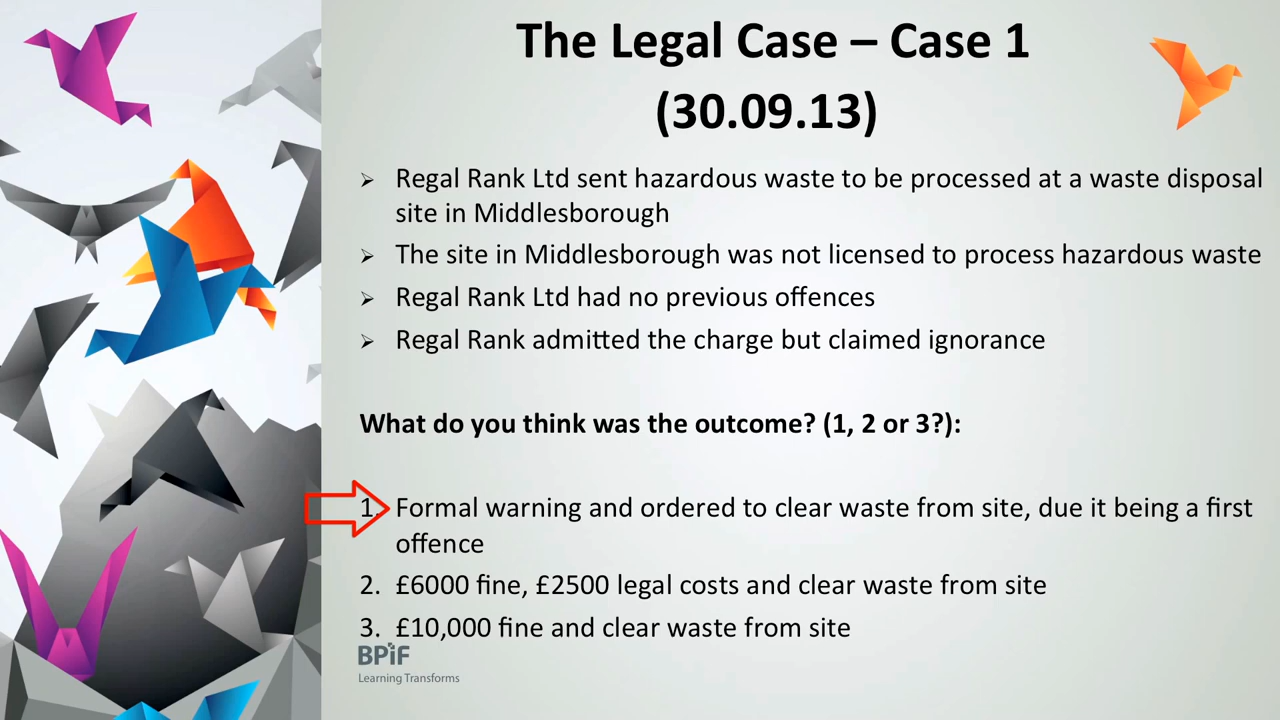 The Legal Case – Case 1
(30.09.13)
➢ Regal Rank Ltd sent hazardous waste to be processed at a waste disposal
site in Middlesborough
➢ The site in Middlesborough was not licensed to process hazardous waste
➢ Regal Rank Ltd had no previous offences
➢ Regal Rank admitted the charge but claimed ignorance
What do you think was the outcome? (1, 2 or 3?):
1. Formal warning and ordered to clear waste from site, due it being a first
offence
2. £6000 fine, £2500 legal costs and clear waste from site
3. £10,000 fine and clear waste from site
BPiF
Learning Transforms